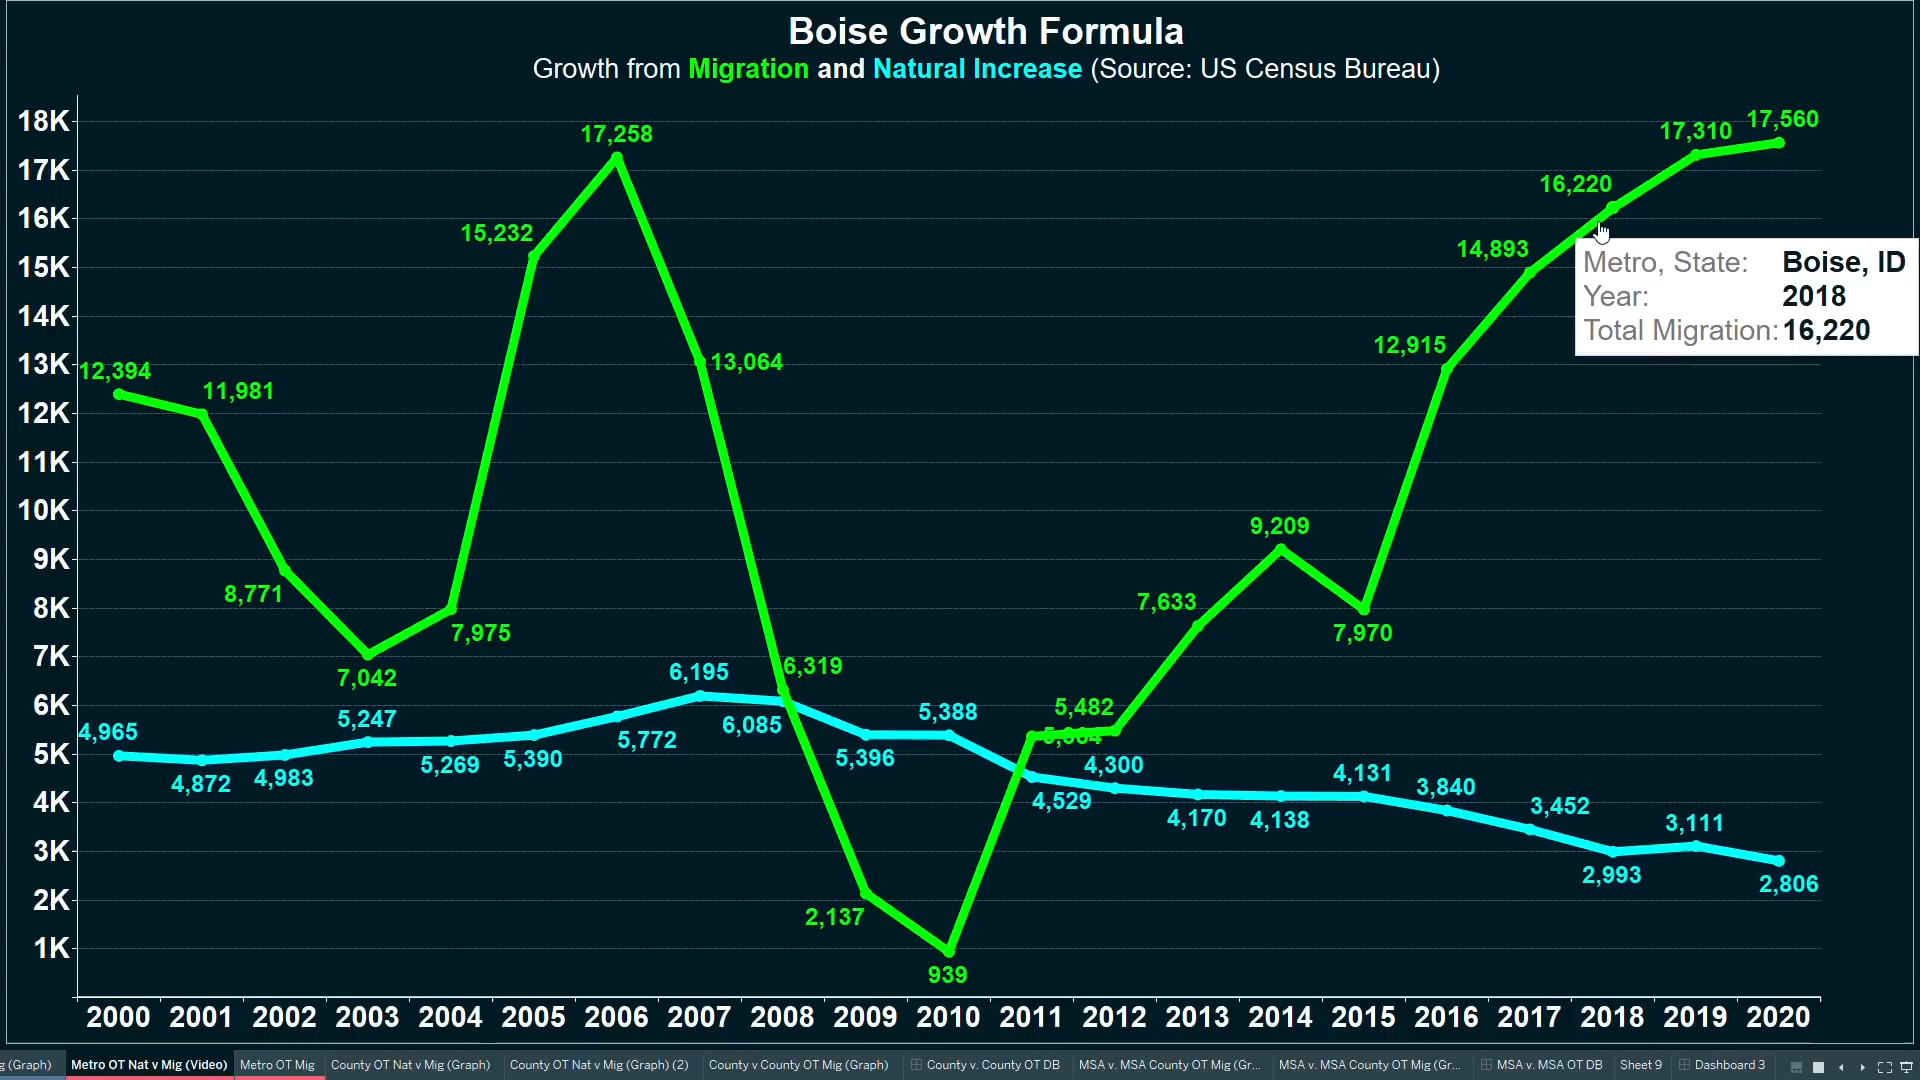 Boise Growth Formula
Growth from Migration and Natural Increase (Source: US Census Bureau)
18K
17K
16K
15K
14K
13K
12K
11K
10K
9K
8K
7K
6K
5K
4K
3K
2K
1K
12,394
11,981
8,771
7,042
7,975
15,232
17,258
13,064
6,319
2,137
939
5,482
7,633
9,209
7,970
12,915
14,893
16,220
17,310
17,560
4,965
4,872
4,983
5,247
5,269
5,390
5,772
6,195
6,085
5,396
5,388
4,529
4,300
4,170
4,138
4,131
3,840
3,452
2,993
3,111
2,806
Metro, State: Boise, ID
Year: 2018
Total Migration: 16,220
2000 2001 2002 2003 2004 2005 2006 2007 2008 2009 2010 2011 2012 2013 2014 2015 2016 2017 2018 2019 2020
g (Graph) Metro OT Nat v Mig (Video) Metro OT Mig County OT Nat v Mig (Graph) County OT Nat v Mig (Graph) (2) County v County OT Mig (Graph) County v. County OT DB MSA v. MSA County OT Mig (Gr... MSA v. MSA County OT Mig (Gr... MSA v. MSA OT DB Sheet 9 Dashboard 3